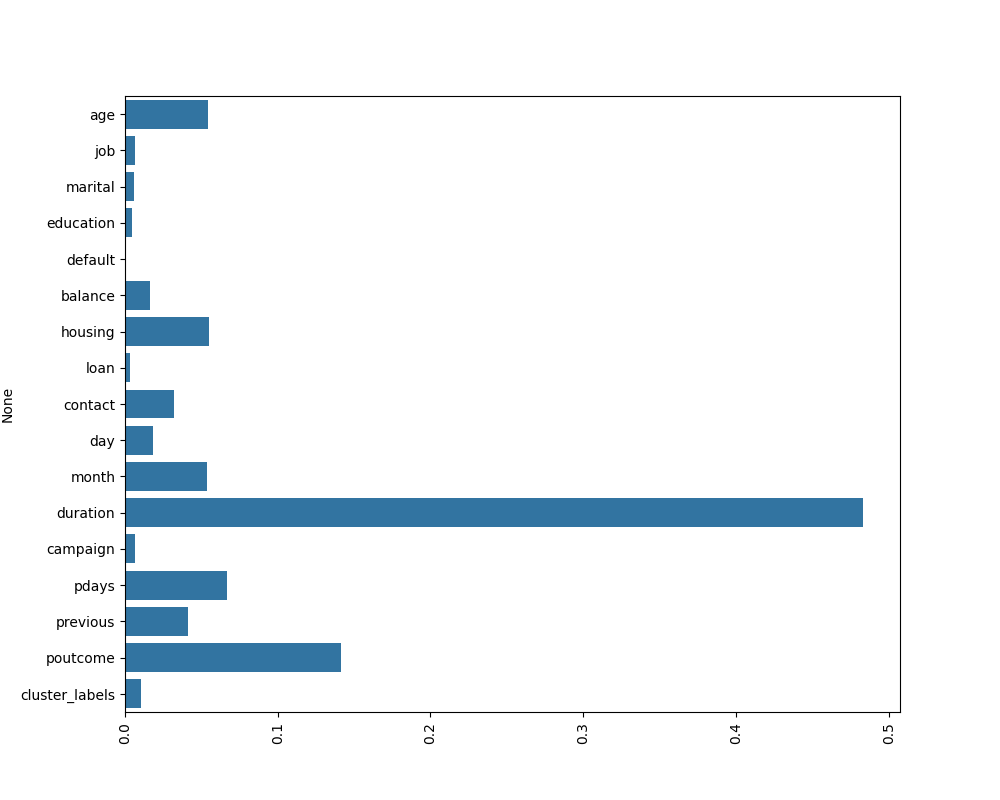 age
job
marital
education
default
balance
housing
loan
contact
day
month
duration
campaign
pdays
previous
poutcome
cluster_labels
None
0.0
0.1
0.2
0.3
0.4
0.5